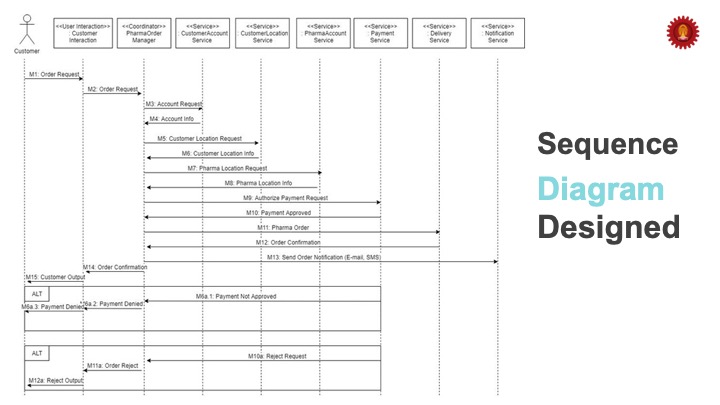 <<User Interaction>>
: Customer
Interaction
<<Coordinator>>
PharmaOrder
Manager
<<Service>>
: CustomerAccount
Service
<<Service>>
: CustomerLocation
Service
<<Service>>
: PharmaAccount
Service
<<Service>>
: Payment
Service
<<Service>>
: Delivery
Service
<<Service>>
: Notification
Service
Customer
M1: Order Request
M2: Order Request
M3: Account Request
M4: Account Info
M5: Customer Location Request
M6: Customer Location Info
M7: Pharma Location Request
M8: Pharma Location Info
M9: Authorize Payment Request
M10: Payment Approved
M11: Pharma Order
M12: Order Confirmation
M13: Send Order Notification (E-mail, SMS)
M14: Order Confirmation
M15: Customer Output
ALT
M6a.1: Payment Not Approved
M6a.2: Payment Denied
M6a.3: Payment Denied
ALT
M10a: Reject Request
M11a: Order Reject
M12a: Reject Output
Sequence
Diagram
Designed